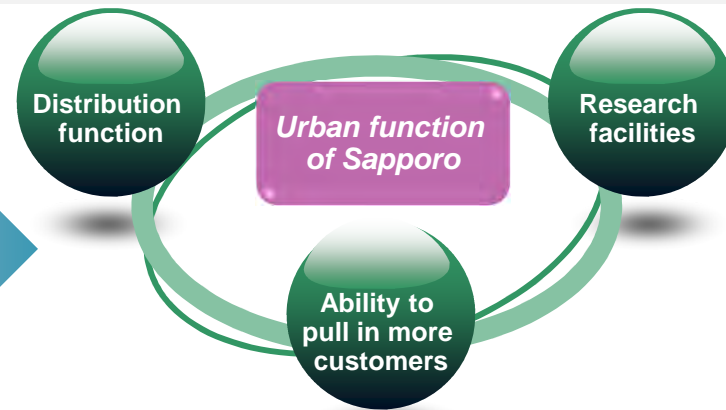 Distribution
function
Urban function
of Sapporo
Research
facilities
Ability to
pull in more
customers